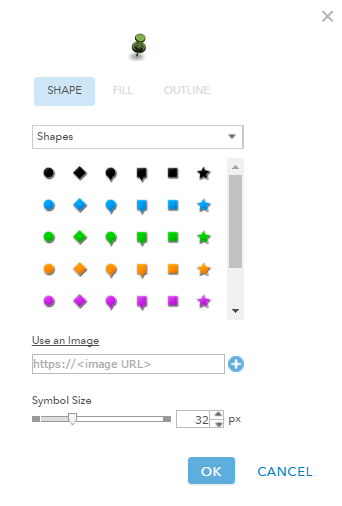 SHAPE FILL OUTLINE
Shapes
Use an Image
https://<image URL>
Symbol Size
32 px
OK CANCEL